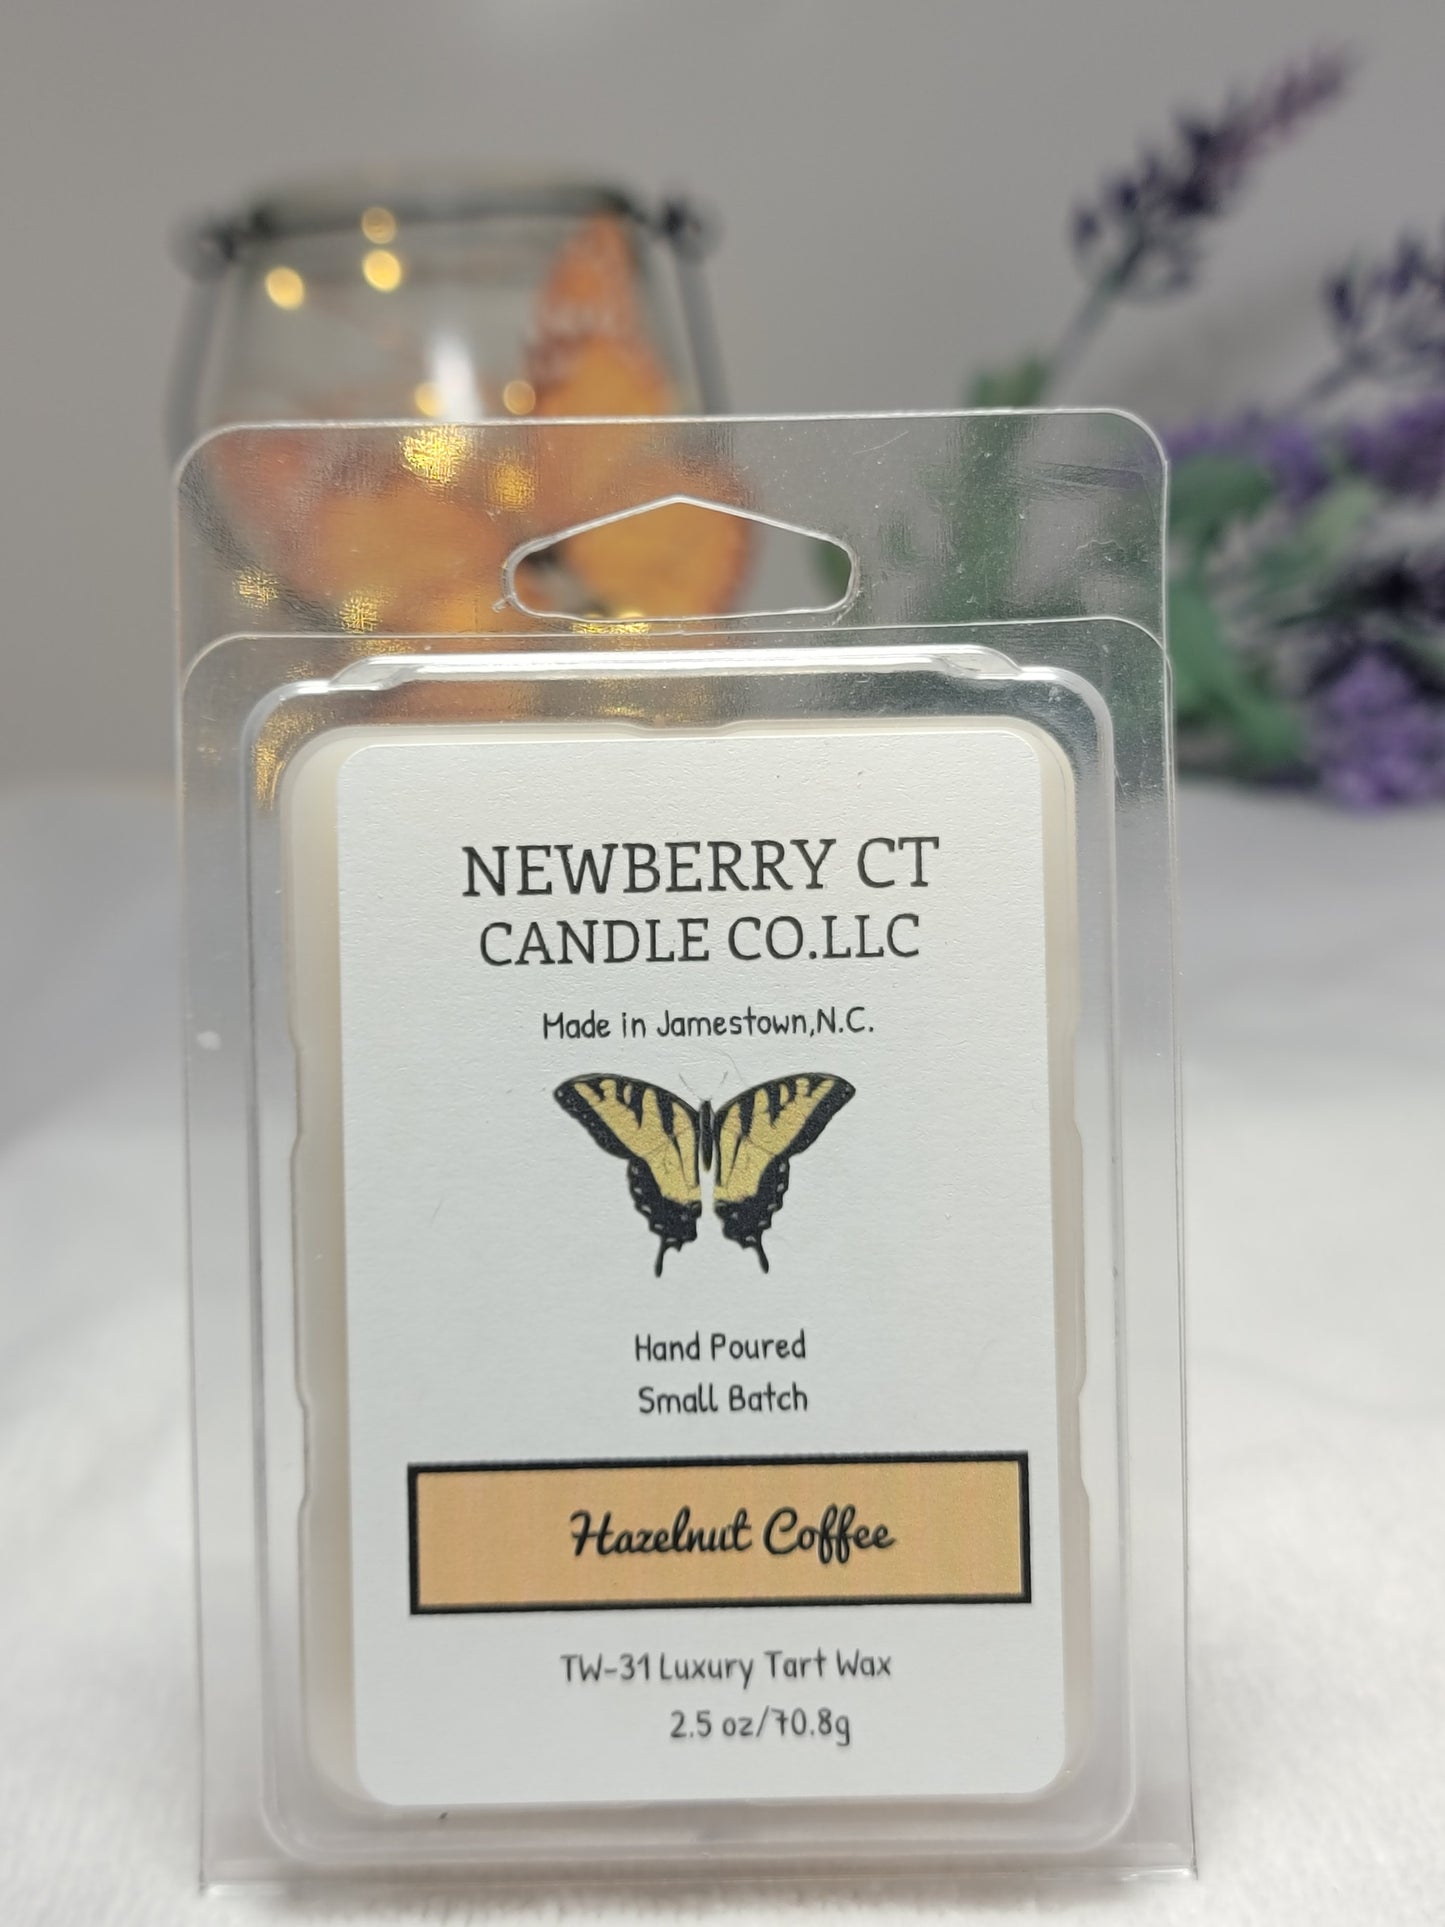 NEWBERRY CT
CANDLE CO.LLC
Made in Jamestown,N.C.
Hand Poured
Small Batch
Hazelnut Coffee
TW-31 Luxury Tart Wax
2.5 oz/70.8g